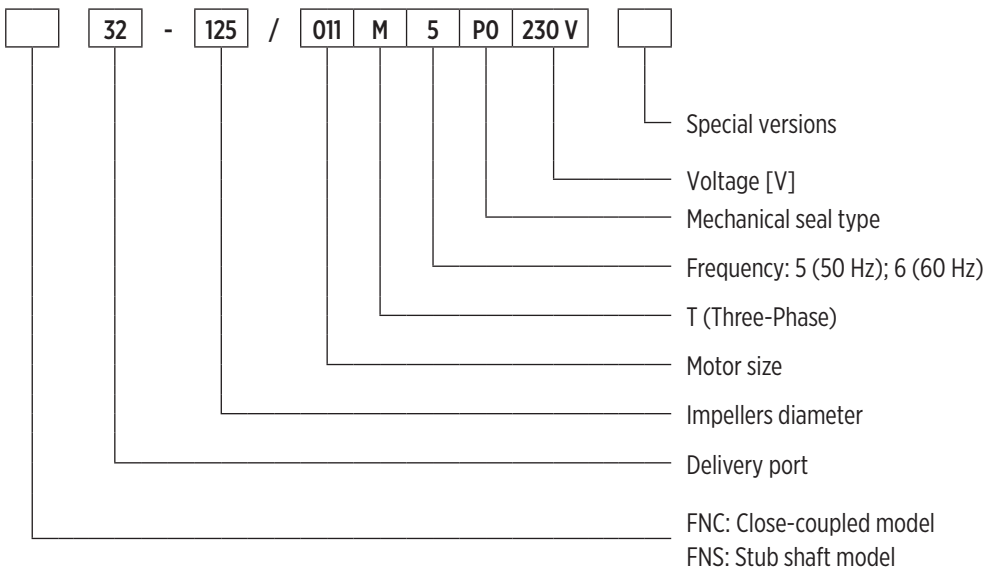 32 - 125 / 011 M 5 P0 230 V
Special versions
Voltage [V]
Mechanical seal type
Frequency: 5 (50 Hz); 6 (60 Hz)
T (Three-Phase)
Motor size
Impellers diameter
Delivery port
FNC: Close-coupled model
FNS: Stub shaft model